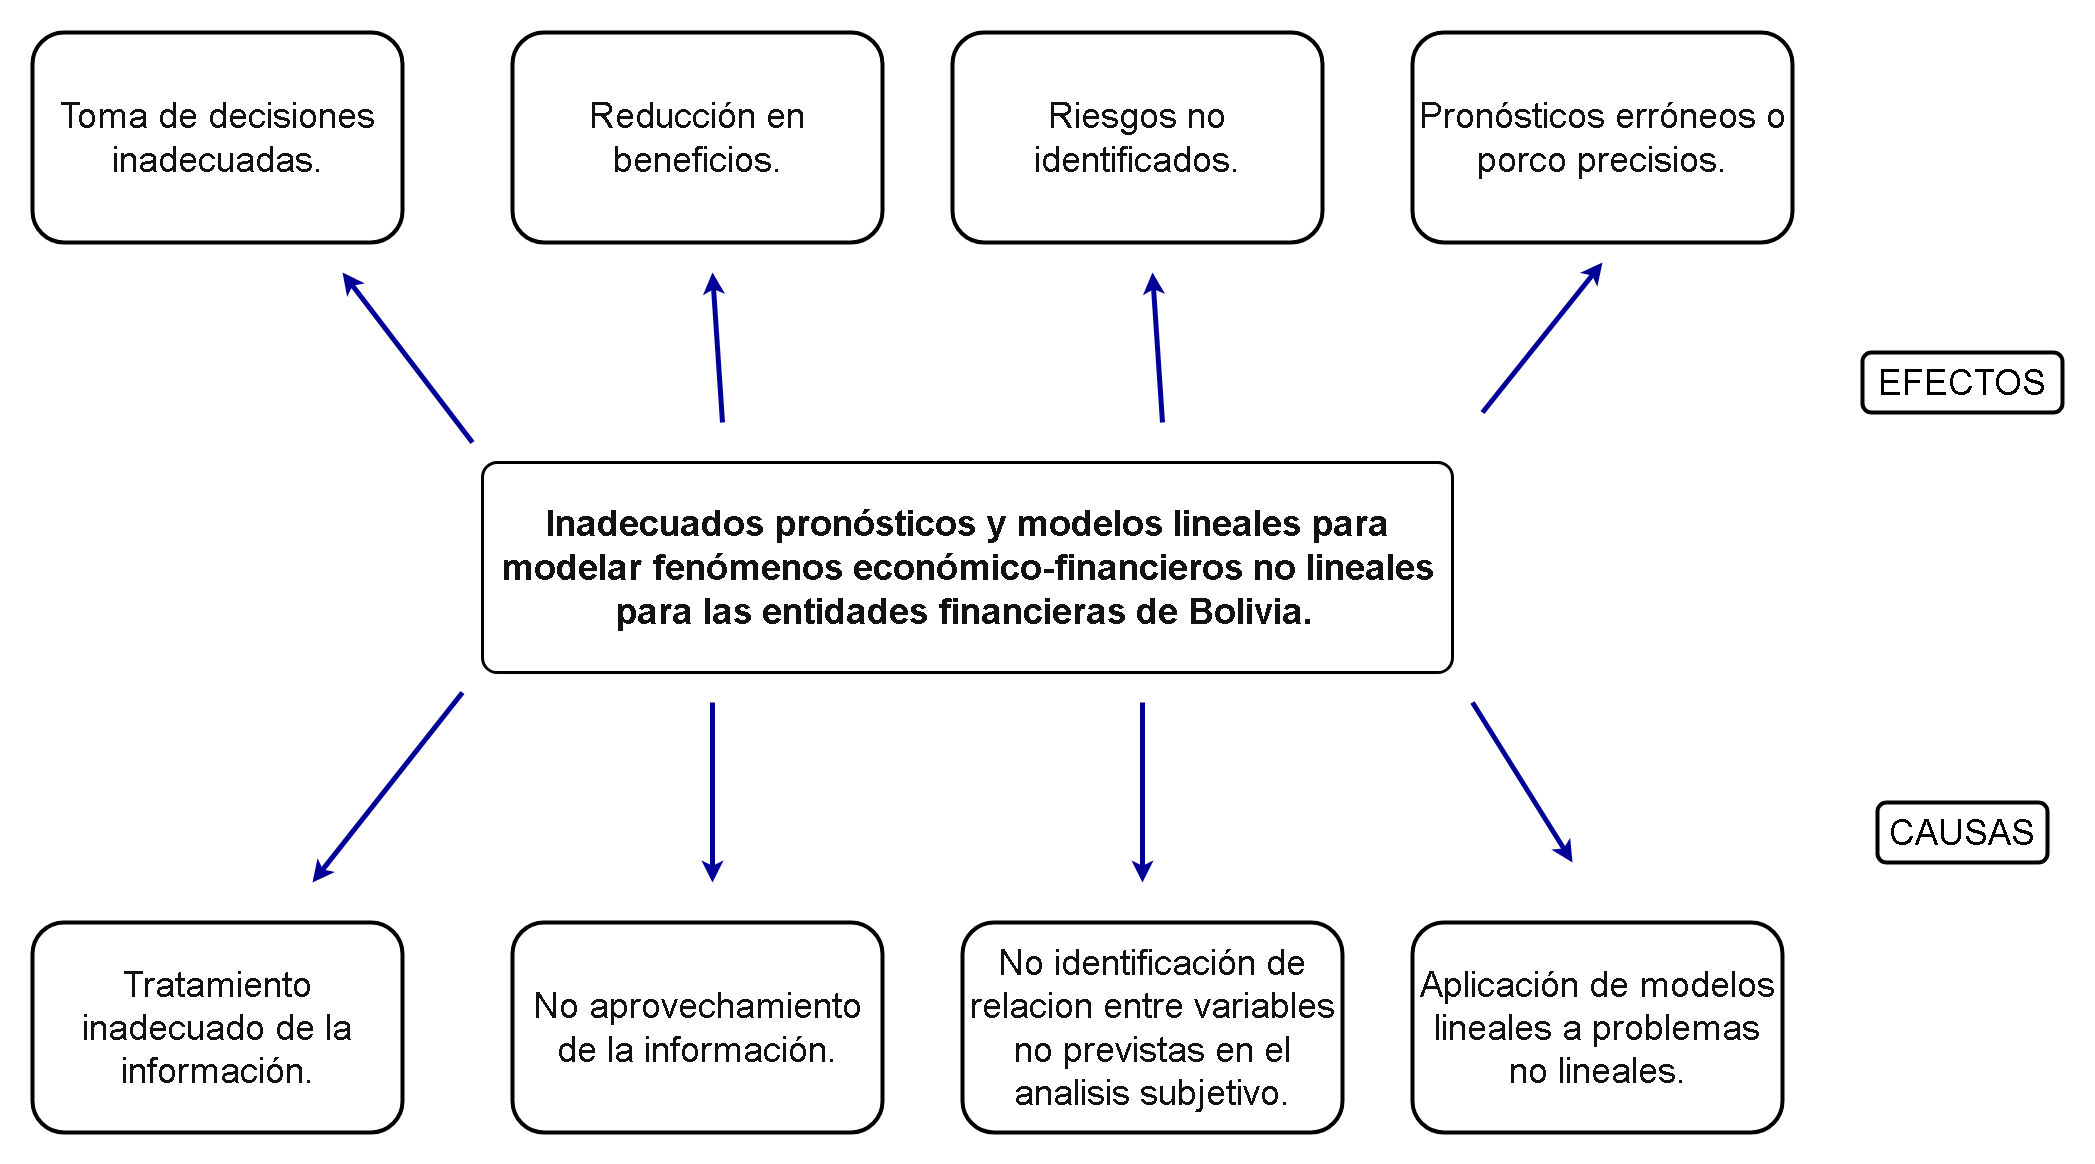 Toma de decisiones
inadecuadas.
Reducción en
beneficios.
Riesgos no
identificados.
Pronósticos erróneos o
porco precisios.
EFECTOS
Inadecuados pronósticos y modelos lineales para
modelar fenómenos económico-financieros no lineales
para las entidades financieras de Bolivia.
CAUSAS
Tratamiento
inadecuado de la
información.
No aprovechamiento
de la información.
No identificación de
relacion entre variables
no previstas en el
analisis subjetivo.
Aplicación de modelos
lineales a problemas
no lineales.